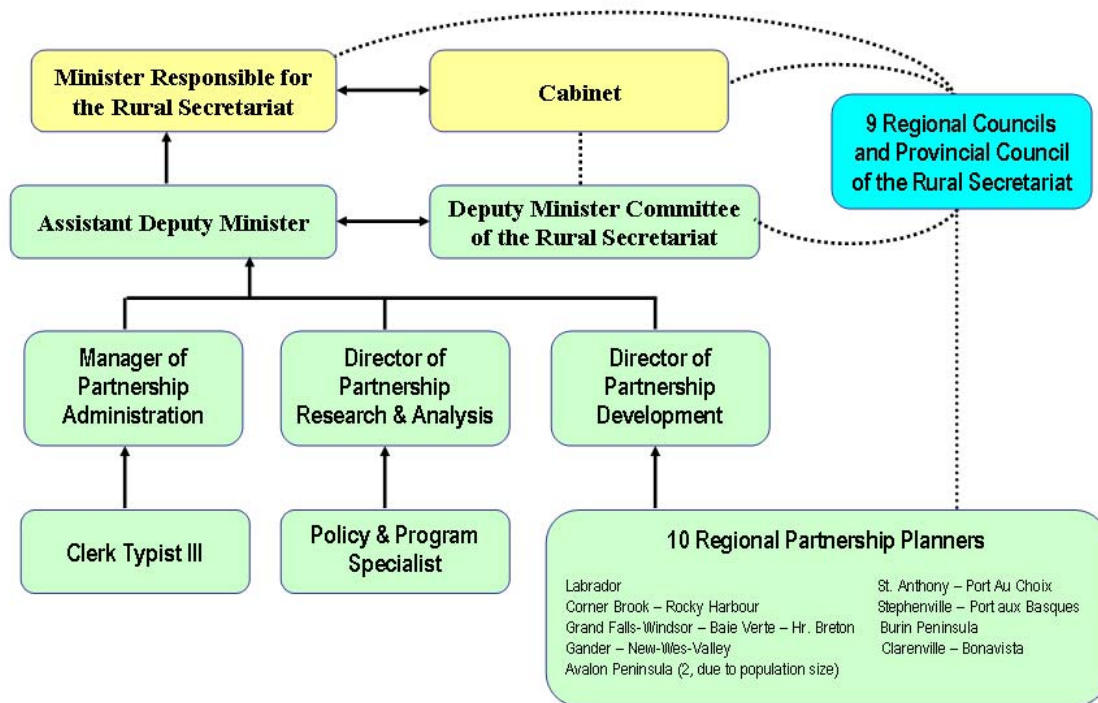 Minister Responsible for
the Rural Secretariat
Cabinet
9 Regional Councils
and Provincial Council
of the Rural Secretariat
Assistant Deputy Minister
Deputy Minister Committee
of the Rural Secretariat
Manager of
Partnership
Administration
Director of
Partnership
Research & Analysis
Director of
Partnership
Development
Clerk Typist III
Policy & Program
Specialist
10 Regional Partnership Planners
Labrador
Corner Brook – Rocky Harbour
Grand Falls-Windsor – Baie Verte – Hr. Breton
Gander – New-Wes-Valley
Avalon Peninsula (2, due to population size)
St. Anthony – Port Au Choix
Stephenville – Port aux Basques
Burin Peninsula
Clarenville – Bonavista